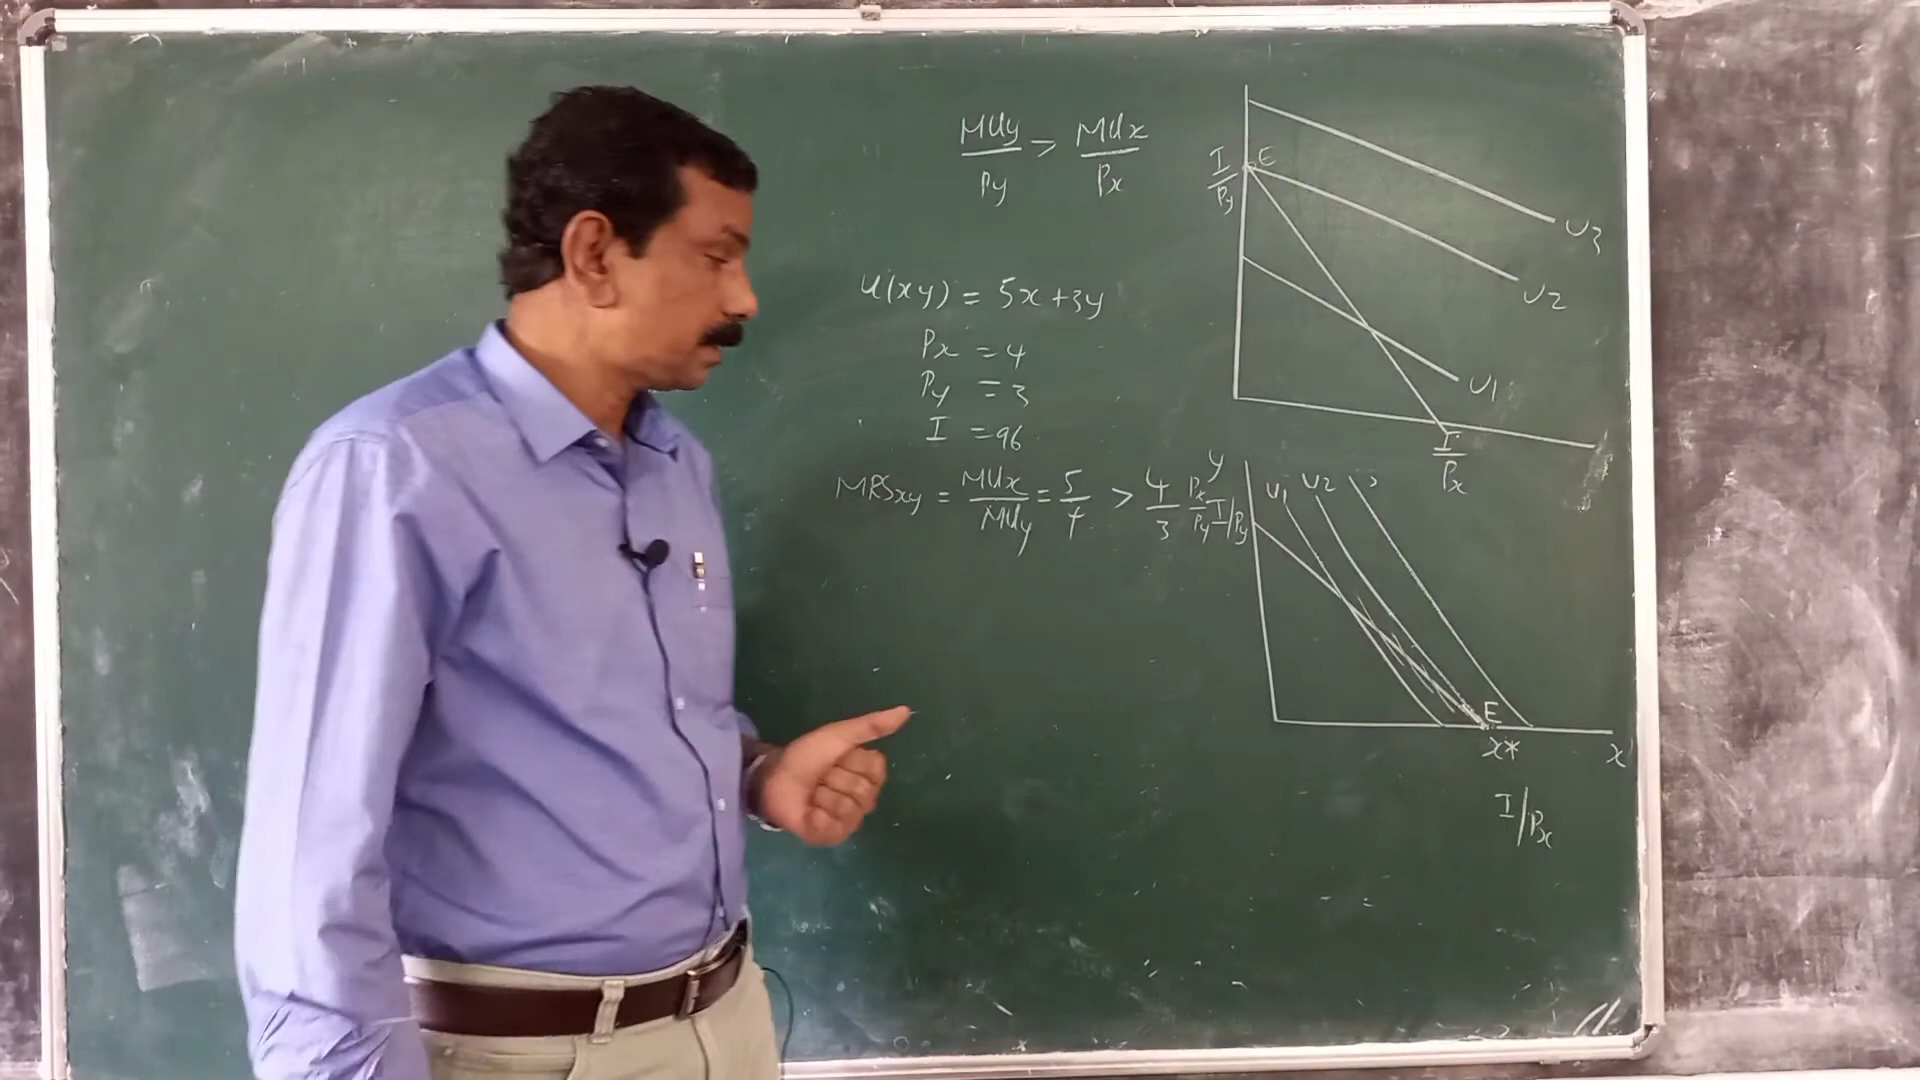 MUy/Py > MUx/Px
u(xy) = 5x+3y
Px = 4
Py = 3
I = 96
MRSxy = MUx/MUy = 5/4 > 4/3 Px/Py
I/Py E
U3
U2
U1
I/Px
y
U1 U2
I/Py
E
x* x
I/Px